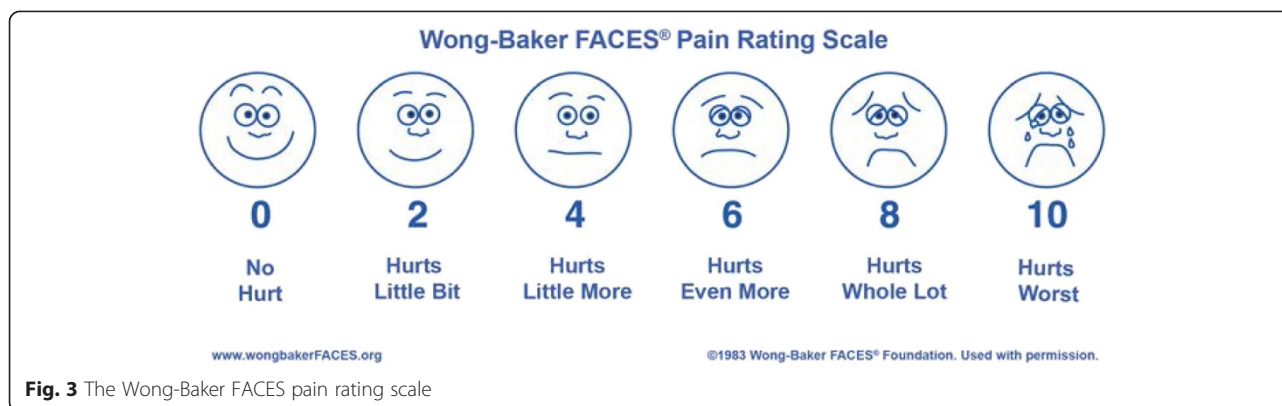 Wong-Baker FACES® Pain Rating Scale
0 2 4 6 8 10
No Hurts Hurts Hurts Hurts Hurts
Hurt Little Bit Little More Even More Whole Lot Worst
www.wongbakerFACES.org ©1983 Wong-Baker FACES® Foundation. Used with permission.
Fig. 3 The Wong-Baker FACES pain rating scale